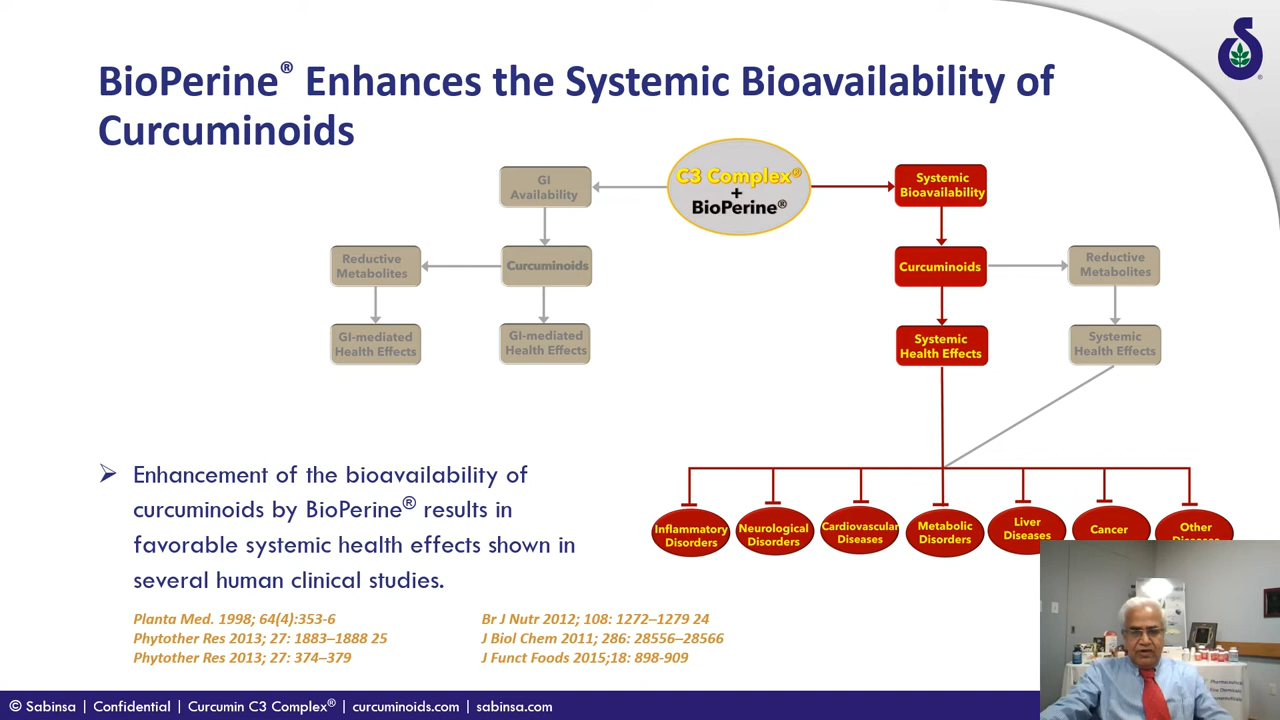 BioPerine® Enhances the Systemic Bioavailability of
Curcuminoids
C3 Complex®
+
BioPerine®
GI
Availability
Systemic
Bioavailability
Reductive
Metabolites
Curcuminoids
Curcuminoids
Reductive
Metabolites
GI-mediated
Health Effects
GI-mediated
Health Effects
Systemic
Health Effects
Systemic
Health Effects
Inflammatory
Disorders
Neurological
Disorders
Cardiovascular
Diseases
Metabolic
Disorders
Liver
Diseases
Cancer
Other
➢ Enhancement of the bioavailability of
curcuminoids by BioPerine® results in
favorable systemic health effects shown in
several human clinical studies.
Planta Med. 1998; 64(4):353-6
Phytother Res 2013; 27: 1883–1888 25
Phytother Res 2013; 27: 374–379
Br J Nutr 2012; 108: 1272–1279 24
J Biol Chem 2011; 286: 28556–28566
J Funct Foods 2015;18: 898-909
Pharmaceutical
Fine Chemicals
© Sabinsa | Confidential | Curcumin C3 Complex® | curcuminoids.com | sabinsa.com